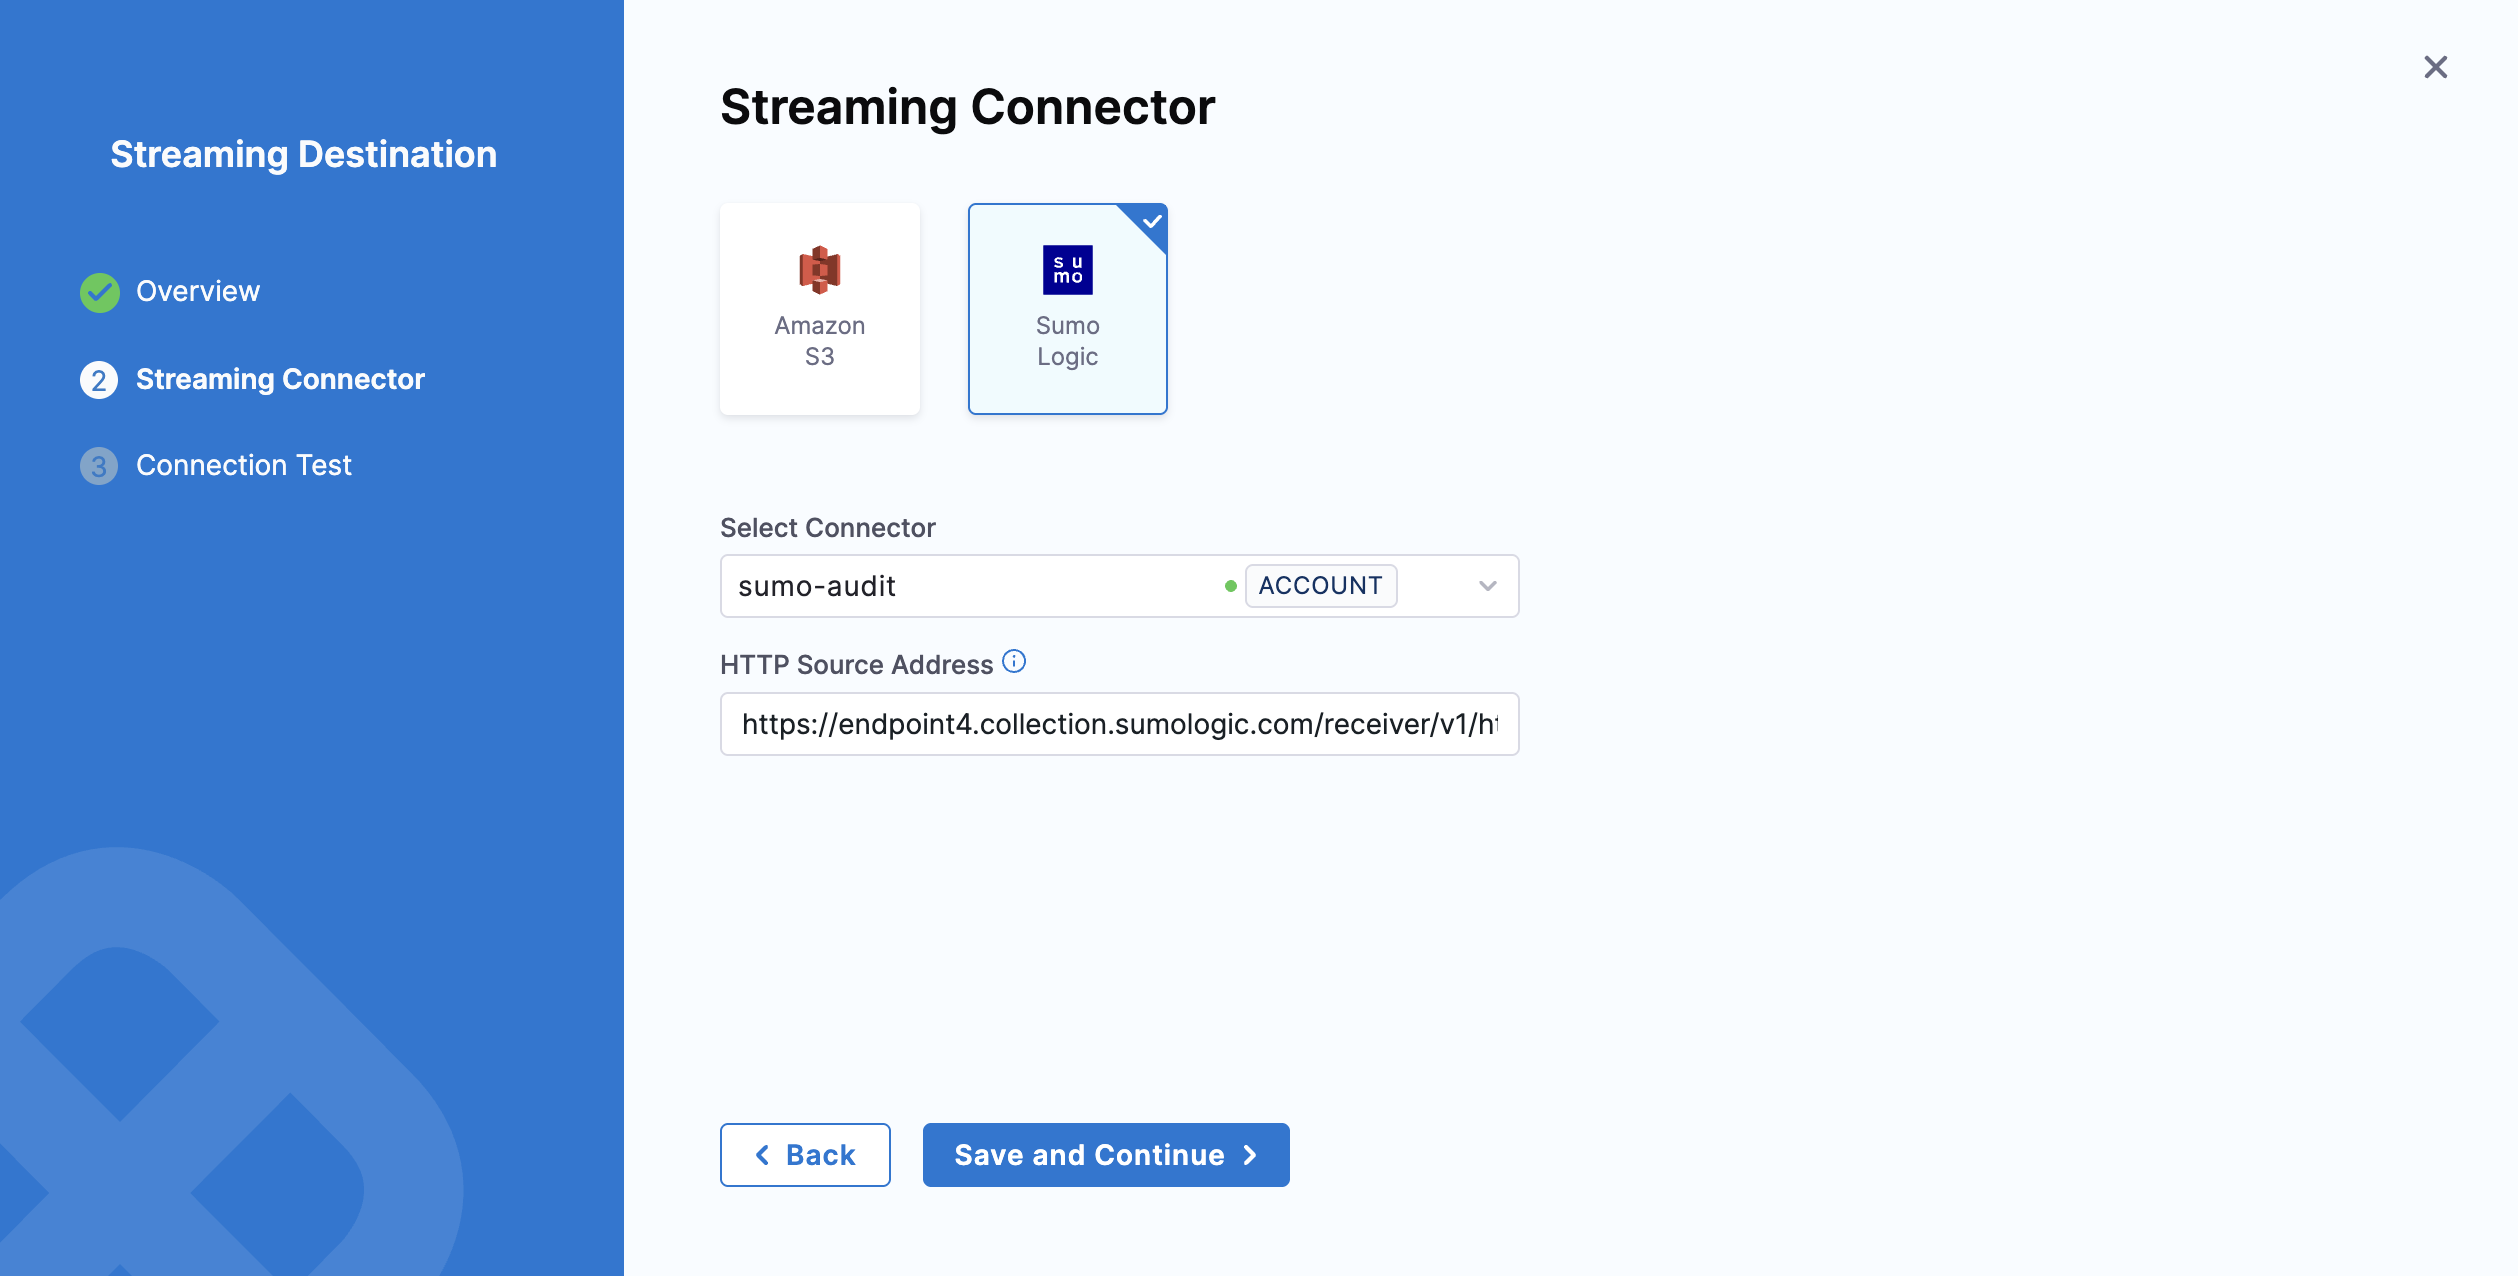 Streaming Destination
Overview
2 Streaming Connector
3 Connection Test
Streaming Connector
Amazon
S3
su
mo
Sumo
Logic
Select Connector
sumo-audit ACCOUNT
HTTP Source Address
https://endpoint4.collection.sumologic.com/receiver/v1/ht
Back
Save and Continue